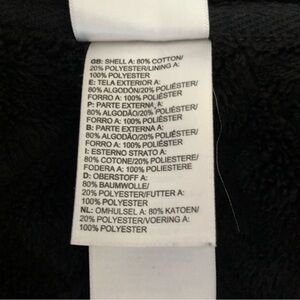 GB: SHELL A: 80% COTTON/
20% POLYESTER/LINING A:
100% POLYESTER
E: TELA EXTERIOR A:
80% ALGODÓN/20% POLIÉSTER/
FORRO A: 100% POLIÉSTER
P: PARTE EXTERNA A:
80% ALGODÃO/20% POLIÉSTER/
FORRO A: 100% POLIÉSTER
B: PARTE EXTERNA A:
80% ALGODÃO/20% POLIÉSTER/
FORRO A: 100% POLIÉSTER
I: ESTERNO STRATO A:
80% COTONE/20% POLIESTERE/
FODERA A: 100% POLIESTERE
D: OBERSTOFF A:
80% BAUMWOLLE/
20% POLYESTER/FUTTER A:
100% POLYESTER
NL: OMHULSEL A: 80% KATOEN/
20% POLYESTER/VOERING A:
100% POLYESTER